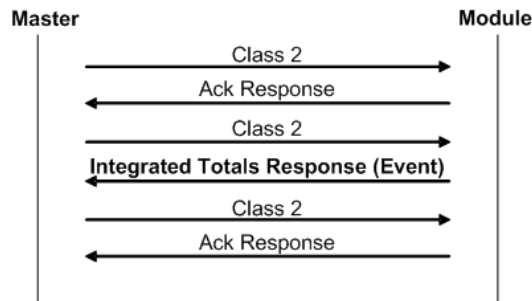 Master Module
Class 2
Ack Response
Class 2
Integrated Totals Response (Event)
Class 2
Ack Response